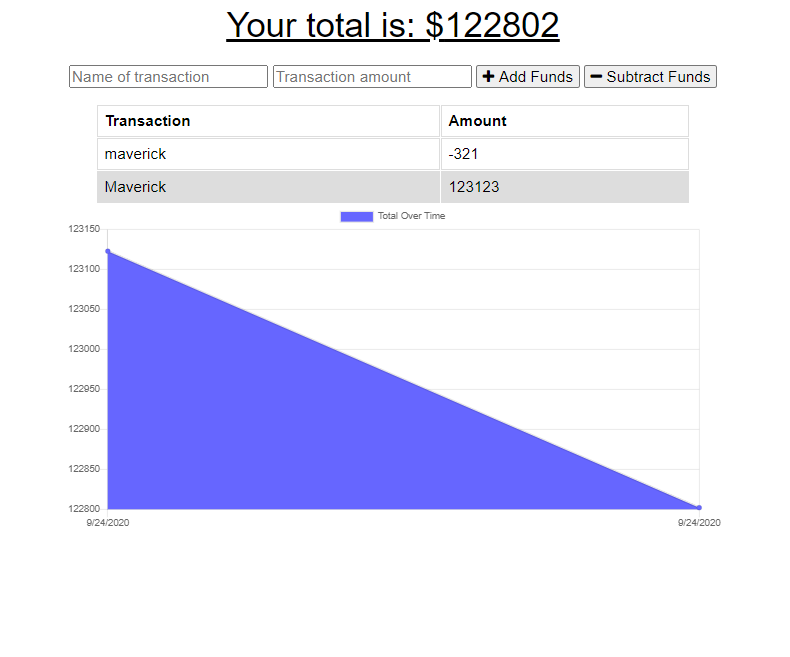 Your total is: $122802
Name of transaction Transaction amount Add Funds Subtract Funds
Transaction Amount
maverick -321
Maverick 123123
Total Over Time
123150
123100
123050
123000
122950
122900
122850
122800
9/24/2020 9/24/2020